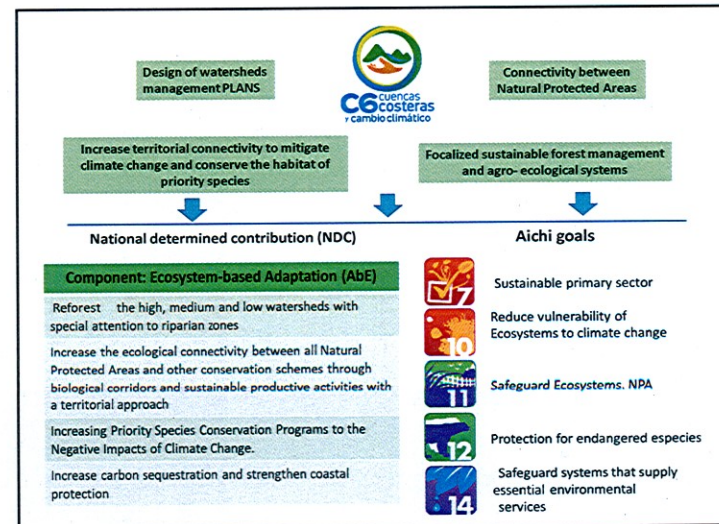 Design of watersheds
management PLANS
C6 cuencas
costeras
y cambio climático
Connectivity between
Natural Protected Areas
Increase territorial connectivity to mitigate
climate change and conserve the habitat of
priority species
Focalized sustainable forest management
and agro- ecological systems
National determined contribution (NDC)
Aichi goals
Component: Ecosystem-based Adaptation (AbE)
Reforest the high, medium and low watersheds with
special attention to riparian zones
Increase the ecological connectivity between all Natural
Protected Areas and other conservation schemes through
biological corridors and sustainable productive activities with
a territorial approach
Increasing Priority Species Conservation Programs to the
Negative Impacts of Climate Change.
Increase carbon sequestration and strengthen coastal
protection
7
Sustainable primary sector
10
Reduce vulnerability of
Ecosystems to climate change
11
Safeguard Ecosystems. NPA
12
Protection for endangered especies
14
Safeguard systems that supply
essential environmental
services